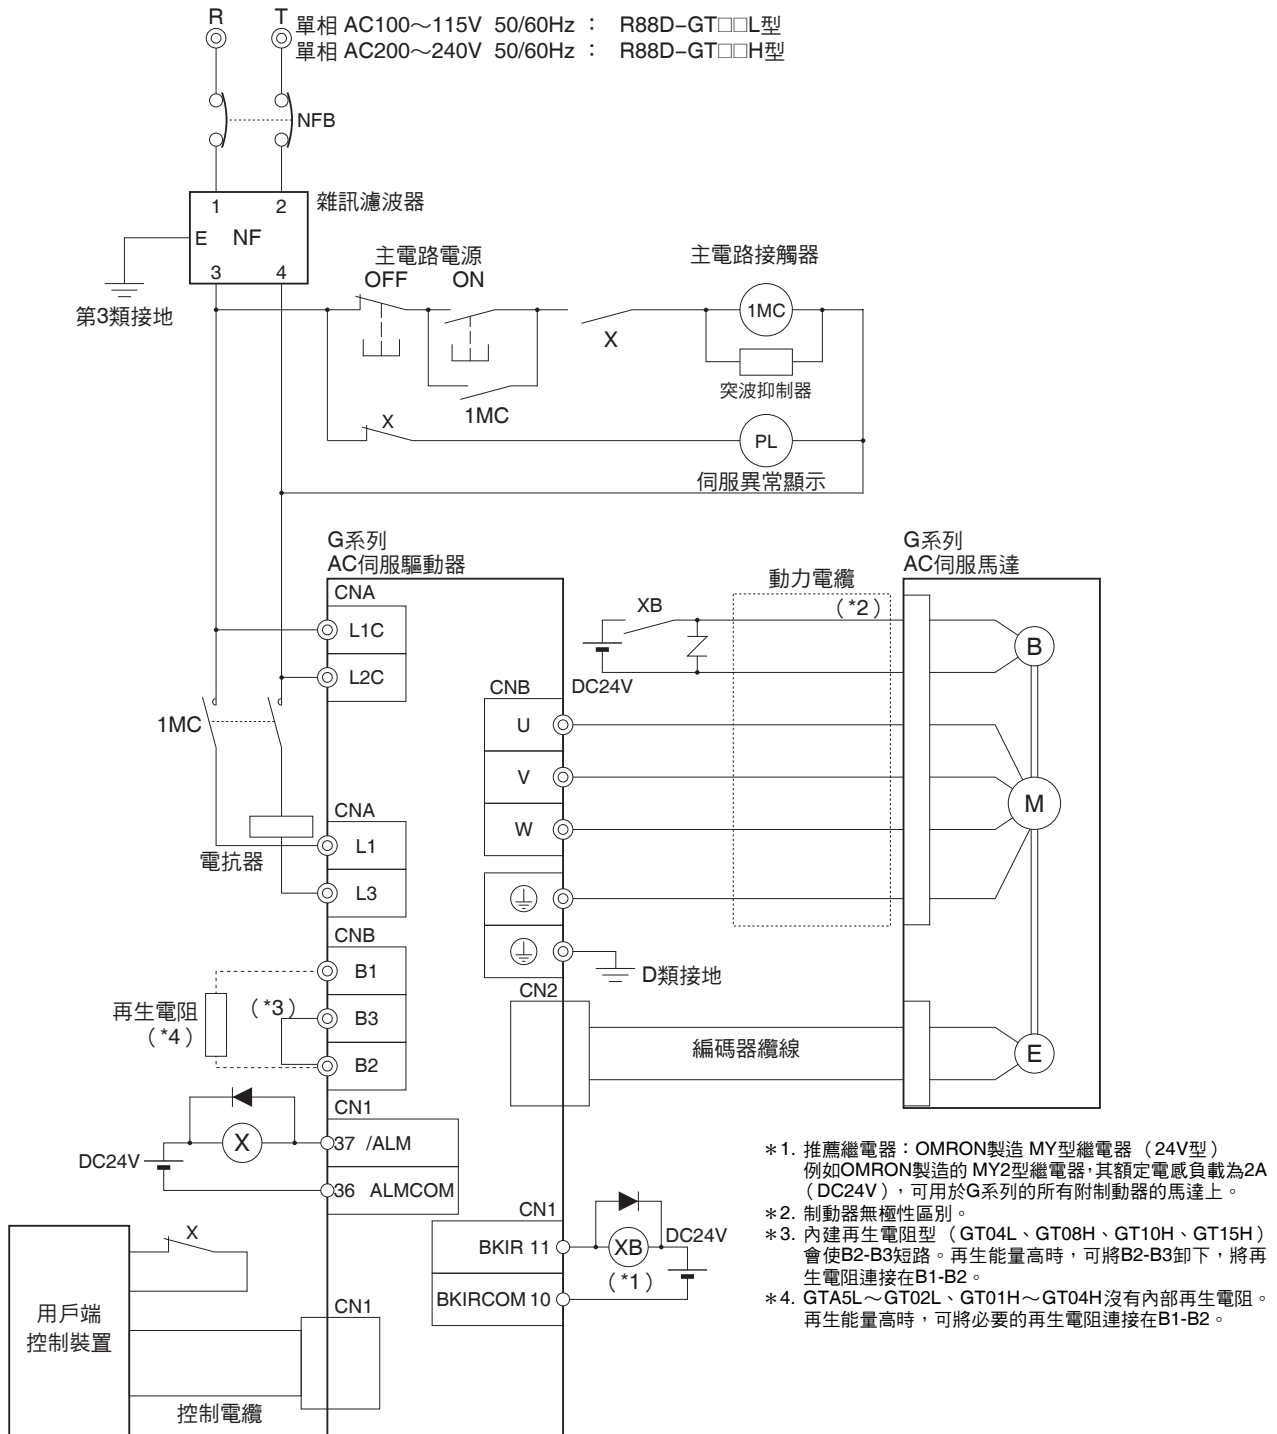 R
T
單相 AC100～115V 50/60Hz ： R88D-GT□□L型
單相 AC200～240V 50/60Hz ： R88D-GT□□H型
NFB
雜訊濾波器
1 2
E NF
3 4
第3類接地
主電路電源
OFF ON
主電路接觸器
1MC
X
突波抑制器
1MC
X
PL
伺服異常顯示
G系列
AC伺服驅動器
G系列
AC伺服馬達
動力電纜
CNA
L1C
L2C
XB
（*2）
B
DC24V
CNB
U
V
W
M
1MC
CNA
L1
L3
電抗器
CNB
B1
B3
B2
（*3）
再生電阻
（*4）
D類接地
CN2
編碼器纜線
E
CN1
37 /ALM
36 ALMCOM
X
DC24V
CN1
BKIR 11
BKIRCOM 10
XB
（*1）
DC24V
X
用戶端
控制裝置
CN1
控制電纜
*1. 推薦繼電器：OMRON製造 MY型繼電器 （24V型）
例如OMRON製造的 MY2型繼電器，其額定電感負載為2A
（DC24V），可用於G系列的所有附制動器的馬達上。
*2. 制動器無極性區別。
*3. 內建再生電阻型 （GT04L、GT08H、GT10H、GT15H）
會使B2-B3短路。再生能量高時，可將B2-B3卸下，將再
生電阻連接在B1-B2。
*4. GTA5L～GT02L、GT01H～GT04H沒有內部再生電阻。
再生能量高時，可將必要的再生電阻連接在B1-B2。